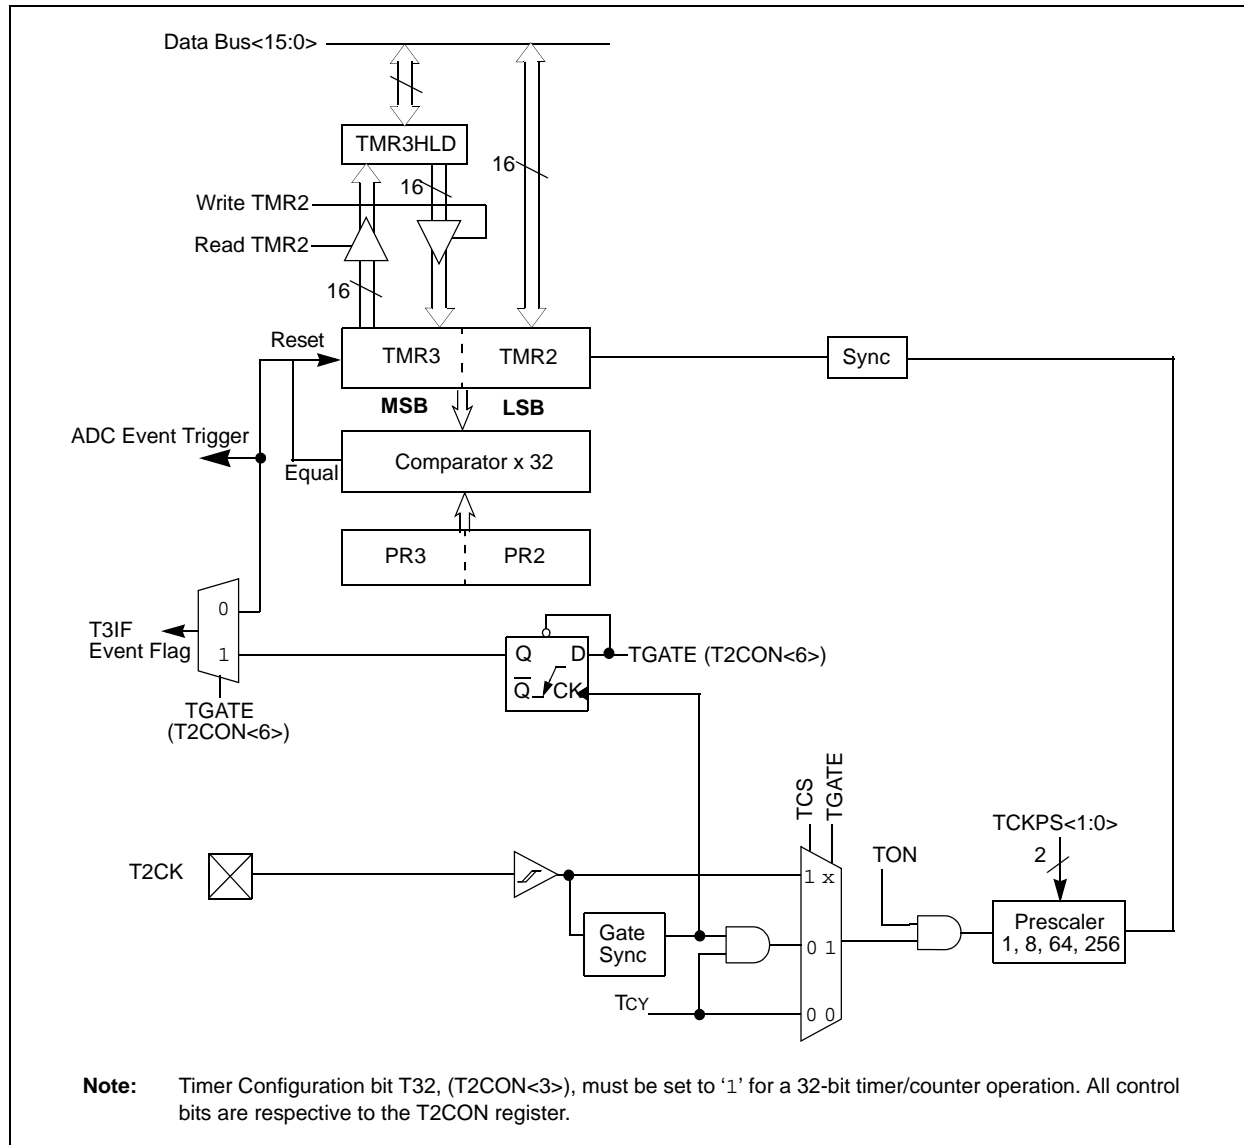 Data Bus<15:0>
TMR3HLD
16
16
Write TMR2
Read TMR2
16
Reset
TMR3
TMR2
Sync
MSB
LSB
ADC Event Trigger
Equal
Comparator x 32
PR3
PR2
0
T3IF
Event Flag
1
Q
D
TGATE (T2CON<6>)
Q
CK
TGATE
(T2CON<6>)
TCS
TGATE
TCKPS<1:0>
2
TON
T2CK
1 x
Gate
Sync
0 1
Prescaler
1, 8, 64, 256
TCY
0 0
Note: Timer Configuration bit T32, (T2CON<3>), must be set to ‘1’ for a 32-bit timer/counter operation. All control
bits are respective to the T2CON register.